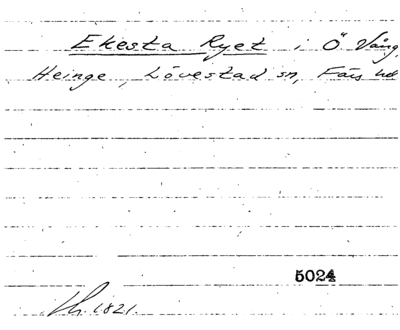 Ekesta Ryet i Ö Vång,
Heinge, Lövestad sn, Färs hd
5024
1821.